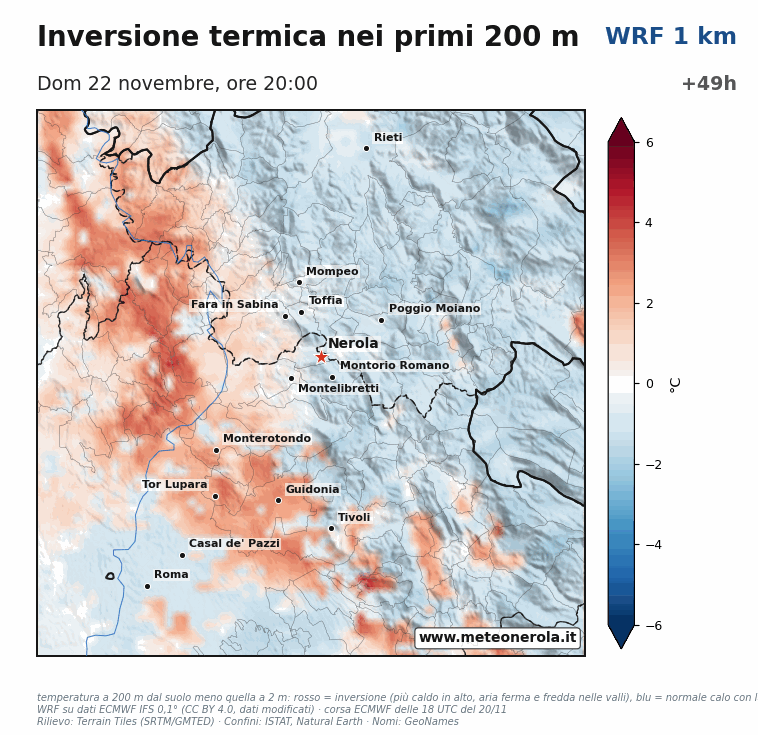 Inversione termica nei primi 200 m
WRF 1 km
Dom 22 novembre, ore 20:00
+49h
Rieti
Mompeo
Fara in Sabina
Toffia
Poggio Moiano
Nerola
Montorio Romano
Montelibretti
Monterotondo
Tor Lupara
Guidonia
Tivoli
Casal de' Pazzi
Roma
www.meteonerola.it
6
4
2
0
−2
−4
−6
°C
temperatura a 200 m dal suolo meno quella a 2 m: rosso = inversione (più caldo in alto, aria ferma e fredda nelle valli), blu = normale calo con l
WRF su dati ECMWF IFS 0,1° (CC BY 4.0, dati modificati) · corsa ECMWF delle 18 UTC del 20/11
Rilievo: Terrain Tiles (SRTM/GMTED) · Confini: ISTAT, Natural Earth · Nomi: GeoNames